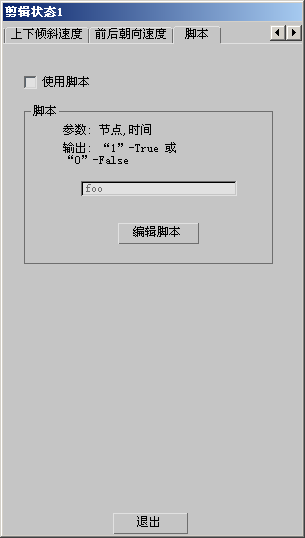 剪辑状态1
上下倾斜速度 前后朝向速度 脚本
使用脚本
脚本
参数: 节点,时间
输出: “1”-True 或
“0”-False
foo
编辑脚本
退出